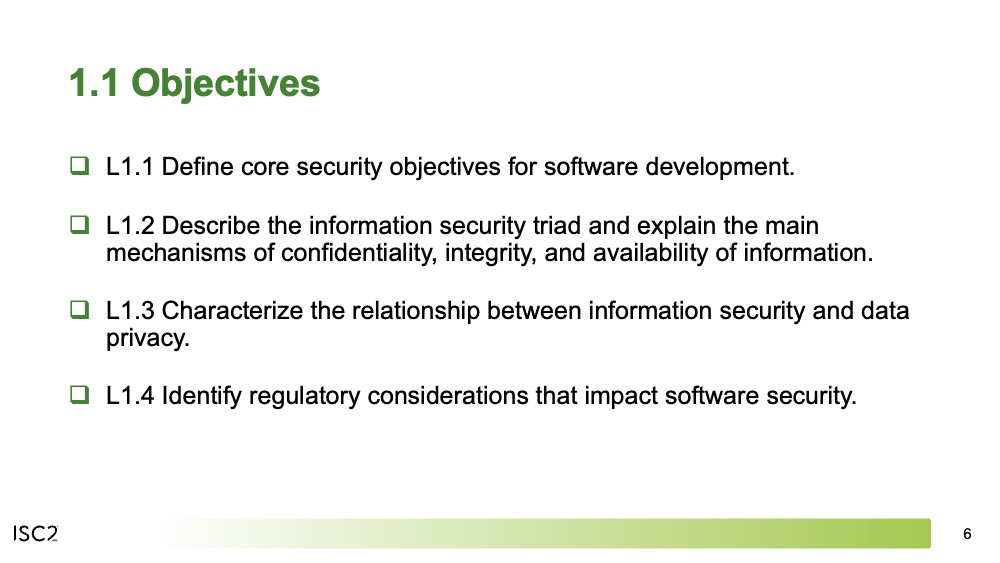 1.1 Objectives
L1.1 Define core security objectives for software development.
L1.2 Describe the information security triad and explain the main
mechanisms of confidentiality, integrity, and availability of information.
L1.3 Characterize the relationship between information security and data
privacy.
L1.4 Identify regulatory considerations that impact software security.
ISC2
6